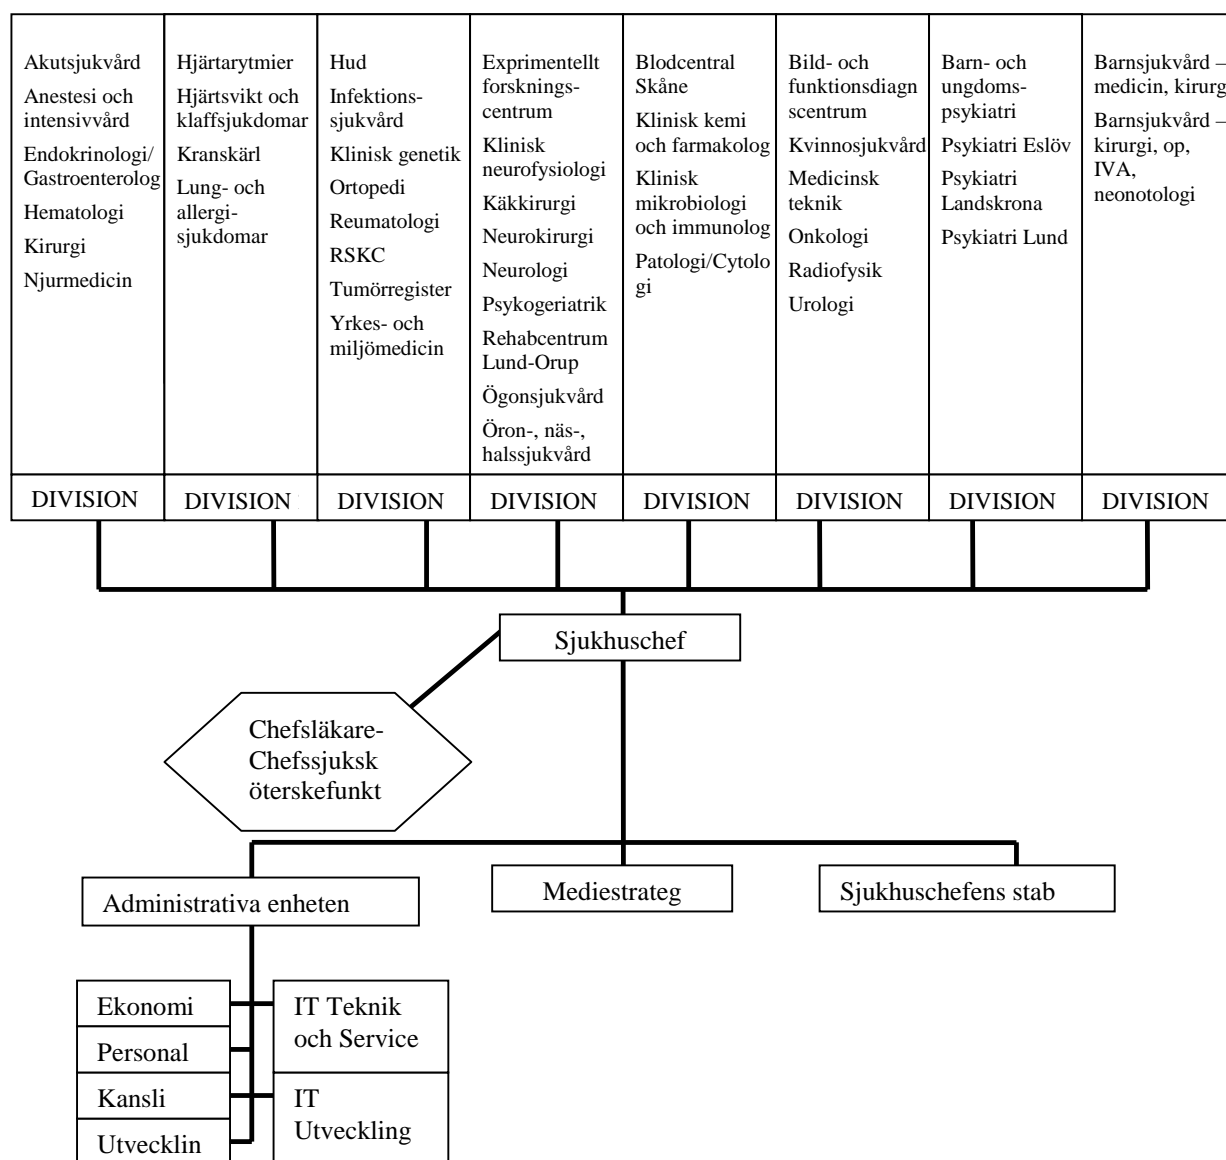 Akutsjukvård
Anestesi och
intensivvård
Endokrinologi/
Gastroenterolog
Hematologi
Kirurgi
Njurmedicin
DIVISION
Hjärtarytmier
Hjärtsvikt och
klaffsjukdomar
Kranskärl
Lung- och
allergi-
sjukdomar
DIVISION
Hud
Infektions-
sjukvård
Klinisk genetik
Ortopedi
Reumatologi
RSKC
Tumörregister
Yrkes- och
miljömedicin
DIVISION
Exprimentellt
forsknings-
centrum
Klinisk
neurofysiologi
Käkkirurgi
Neurokirurgi
Neurologi
Psykogeriatrik
Rehabcentrum
Lund-Orup
Ögonsjukvård
Öron-, näs-,
halssjukvård
DIVISION
Blodcentral
Skåne
Klinisk kemi
och farmakolog
Klinisk
mikrobiologi
och immunolog
Patologi/Cytolo
gi
DIVISION
Bild- och
funktionsdiagn
scentrum
Kvinnosjukvård
Medicinsk
teknik
Onkologi
Radiofysik
Urologi
DIVISION
Barn- och
ungdoms-
psykiatri
Psykiatri Eslöv
Psykiatri
Landskrona
Psykiatri Lund
DIVISION
Barnsjukvård –
medicin, kirurg
Barnsjukvård –
kirurgi, op,
IVA,
neonotologi
DIVISION
Sjukhuschef
Chefsläkare-
Chefssjuksk
öterskefunkt
Administrativa enheten
Mediestrateg
Sjukhuschefens stab
Ekonomi
Personal
Kansli
Utvecklin
IT Teknik
och Service
IT
Utveckling